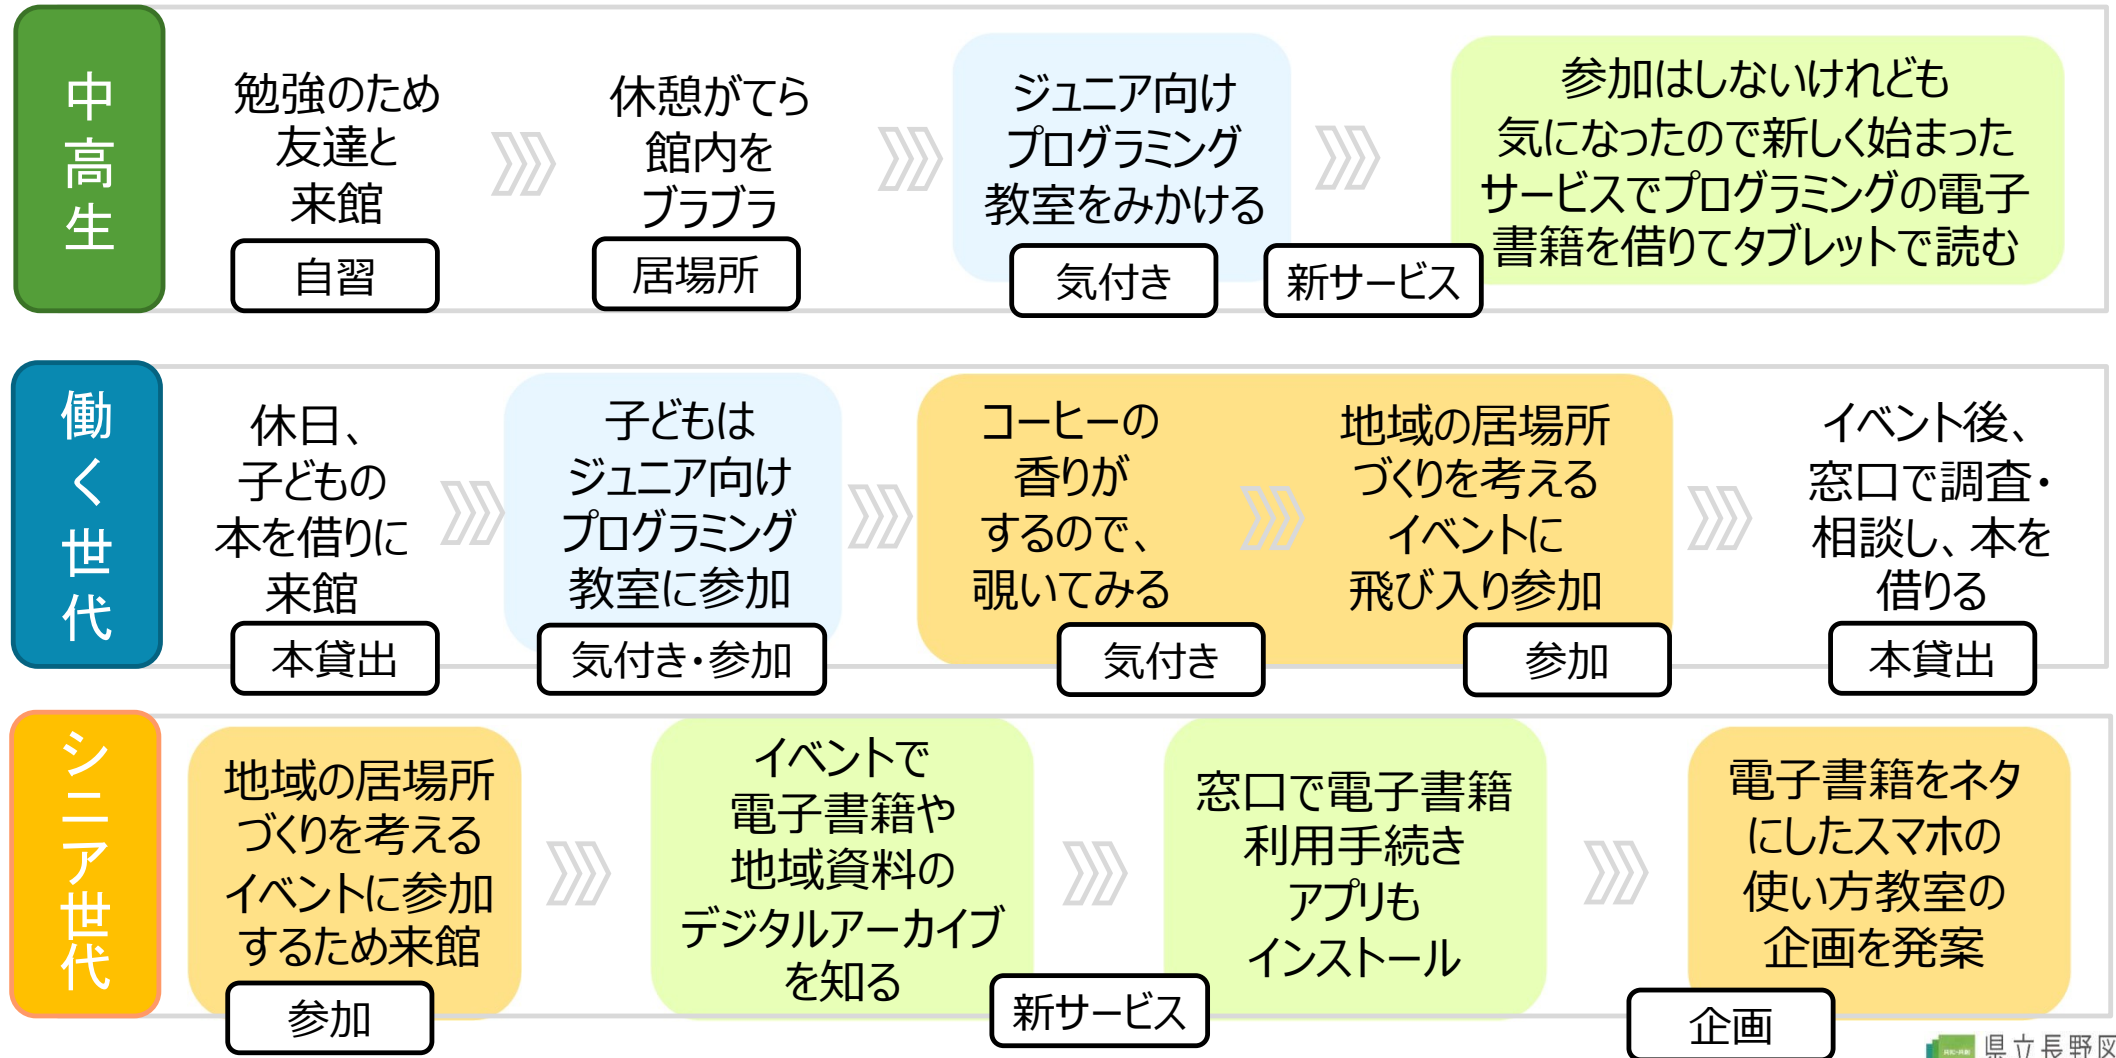 中高生
勉強のため
友達と
来館
自習
休憩がてら
館内を
ブラブラ
居場所
ジュニア向け
プログラミング
教室をみかける
気付き
新サービス
参加はしないけれども
気になったので新しく始まった
サービスでプログラミングの電子
書籍を借りてタブレットで読む
働く世代
休日、
子どもの
本を借りに
来館
本貸出
子どもは
ジュニア向け
プログラミング
教室に参加
気付き・参加
コーヒーの
香りが
するので、
覗いてみる
気付き
地域の居場所
づくりを考える
イベントに
飛び入り参加
参加
イベント後、
窓口で調査・
相談し、本を
借りる
本貸出
シニア世代
地域の居場所
づくりを考える
イベントに参加
するため来館
参加
イベントで
電子書籍や
地域資料の
デジタルアーカイブ
を知る
新サービス
窓口で電子書籍
利用手続き
アプリも
インストール
電子書籍をネタ
にしたスマホの
使い方教室の
企画を発案
企画
県立長野図